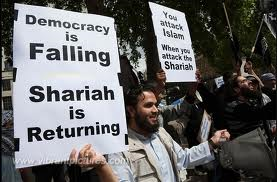 Democracy
is
Falling
Shariah
is
Returning
You
attack
Islam
When you
attack the
Shariah
www.vibrantpictures.com